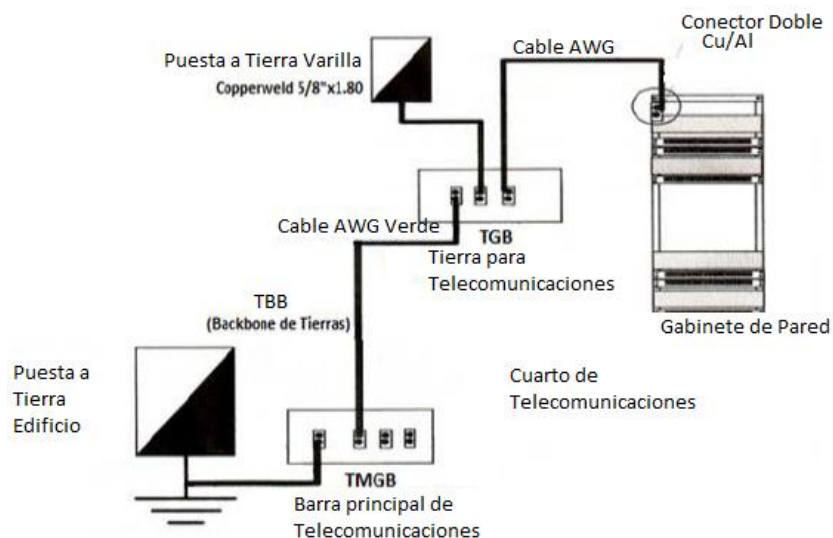 Conector Doble
Cu/Al
Cable AWG
Puesta a Tierra Varilla
Copperweld 5/8"x1.80
Cable AWG Verde
TGB
Tierra para
Telecomunicaciones
TBB
(Backbone de Tierras)
Gabinete de Pared
Puesta a
Tierra
Edificio
Cuarto de
Telecomunicaciones
TMGB
Barra principal de
Telecomunicaciones